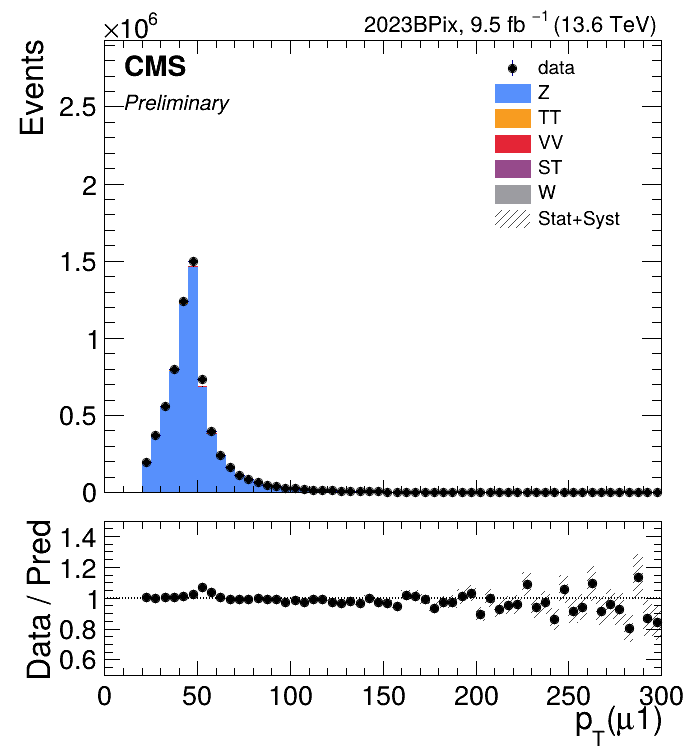 ×10⁶
2023BPix, 9.5 fb⁻¹ (13.6 TeV)
CMS
Preliminary
Events
data
Z
TT
VV
ST
W
Stat+Syst
2.5
2
1.5
1
0.5
0
Data / Pred
1.4
1.2
1
0.8
0.6
0 50 100 150 200 250 300
p_T(μ1)